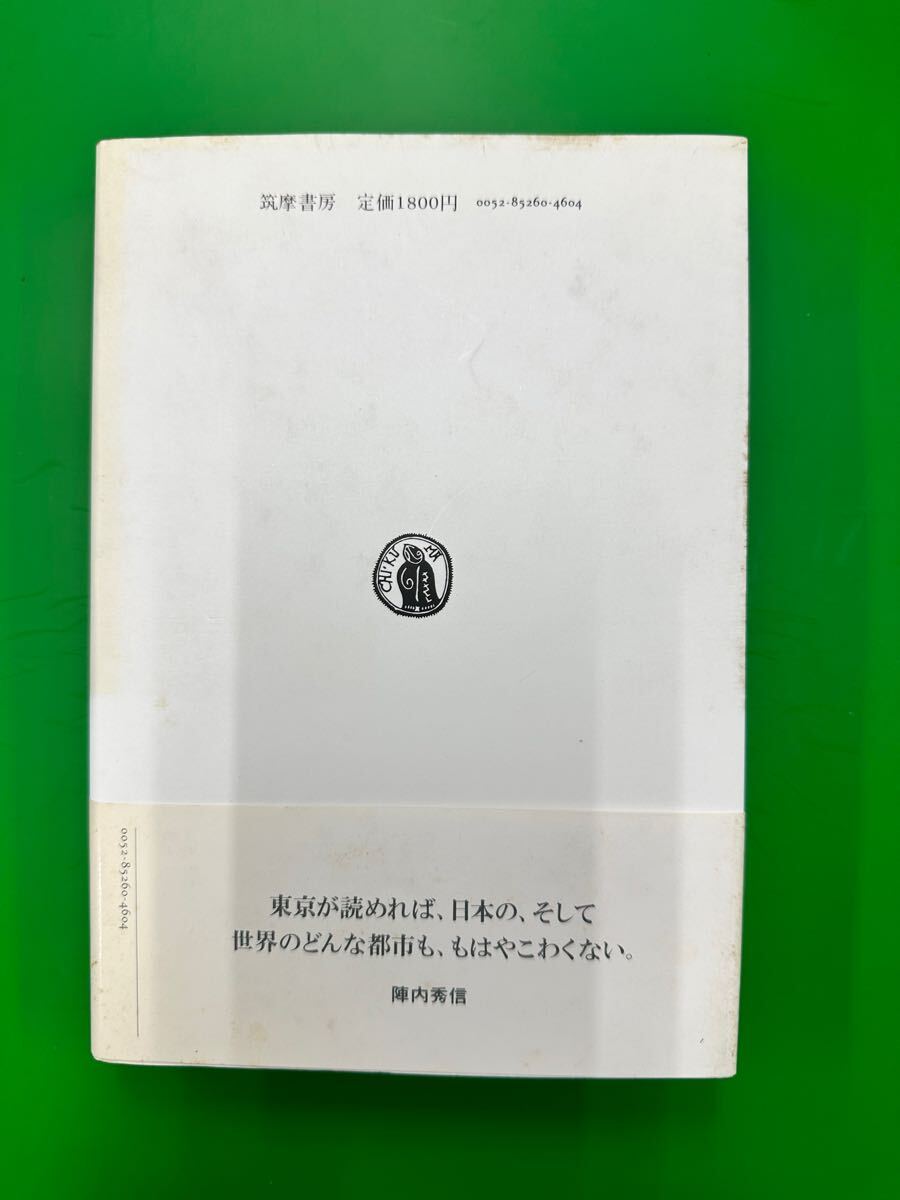 筑摩書房　定価1800円　0052-85260-4604
CHI・KU MA
0052-85260-4604
東京が読めれば、日本の、そして
世界のどんな都市も、もはやこわくない。
陣内秀信